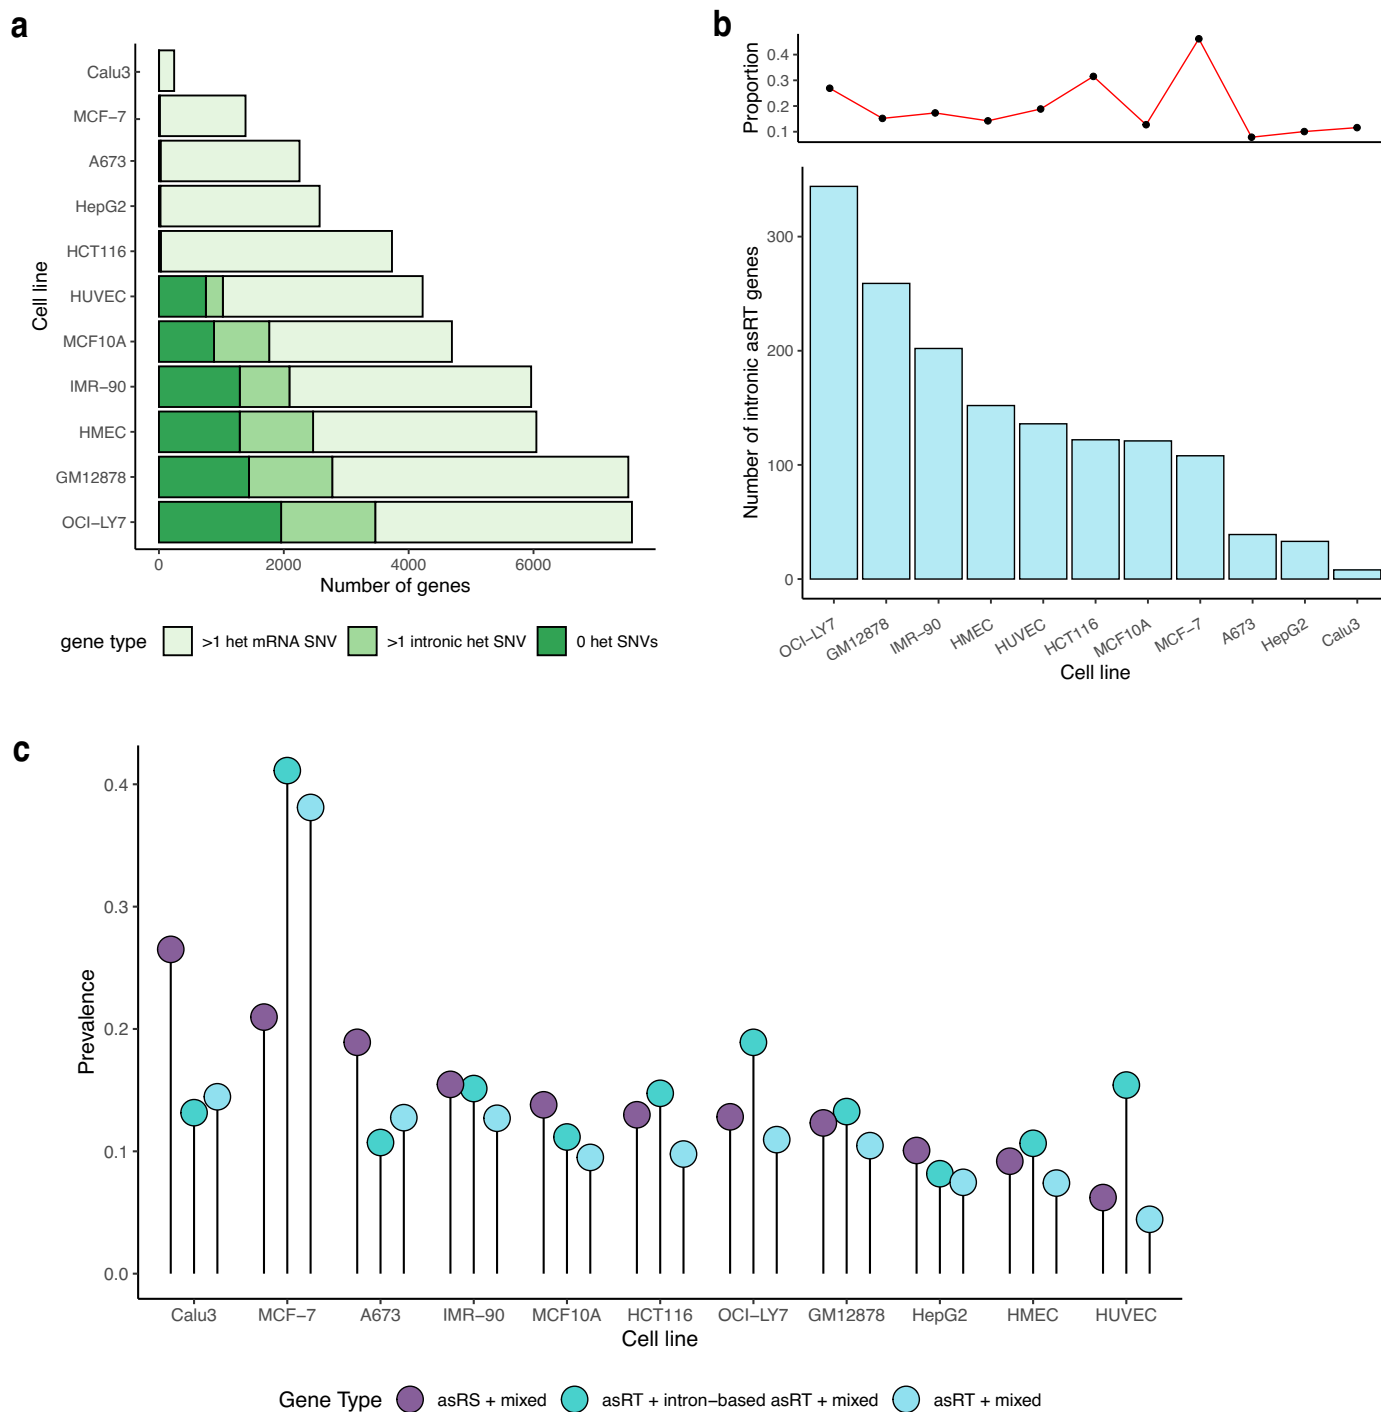 a
Cell line
Calu3
MCF−7
A673
HepG2
HCT116
HUVEC
MCF10A
IMR−90
HMEC
GM12878
OCI−LY7
0 2000 4000 6000
Number of genes
gene type >1 het mRNA SNV >1 intronic het SNV 0 het SNVs
b
Proportion
0.4
0.3
0.2
0.1
Number of intronic asRT genes
300
200
100
0
OCI−LY7 GM12878 IMR−90 HMEC HUVEC HCT116 MCF10A MCF−7 A673 HepG2 Calu3
Cell line
c
Prevalence
0.4
0.3
0.2
0.1
0.0
Calu3 MCF−7 A673 IMR−90 MCF10A HCT116 OCI−LY7 GM12878 HepG2 HMEC HUVEC
Cell line
Gene Type asRS + mixed asRT + intron−based asRT + mixed asRT + mixed